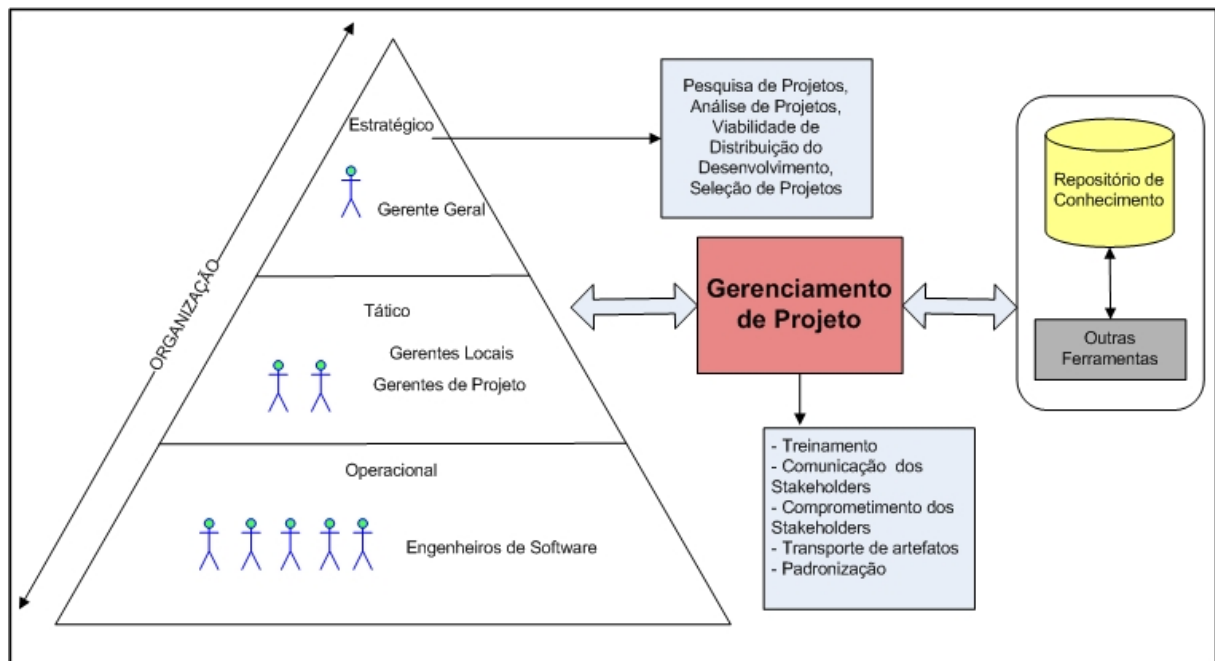 ORGANIZAÇÃO
Estratégico
Gerente Geral
Tático
Gerentes Locais
Gerentes de Projeto
Operacional
Engenheiros de Software
Pesquisa de Projetos,
Análise de Projetos,
Viabilidade de
Distribuição do
Desenvolvimento,
Seleção de Projetos
Gerenciamento
de Projeto
- Treinamento
- Comunicação dos
Stakeholders
- Comprometimento dos
Stakeholders
- Transporte de artefatos
- Padronização
Repositório de
Conhecimento
Outras
Ferramentas